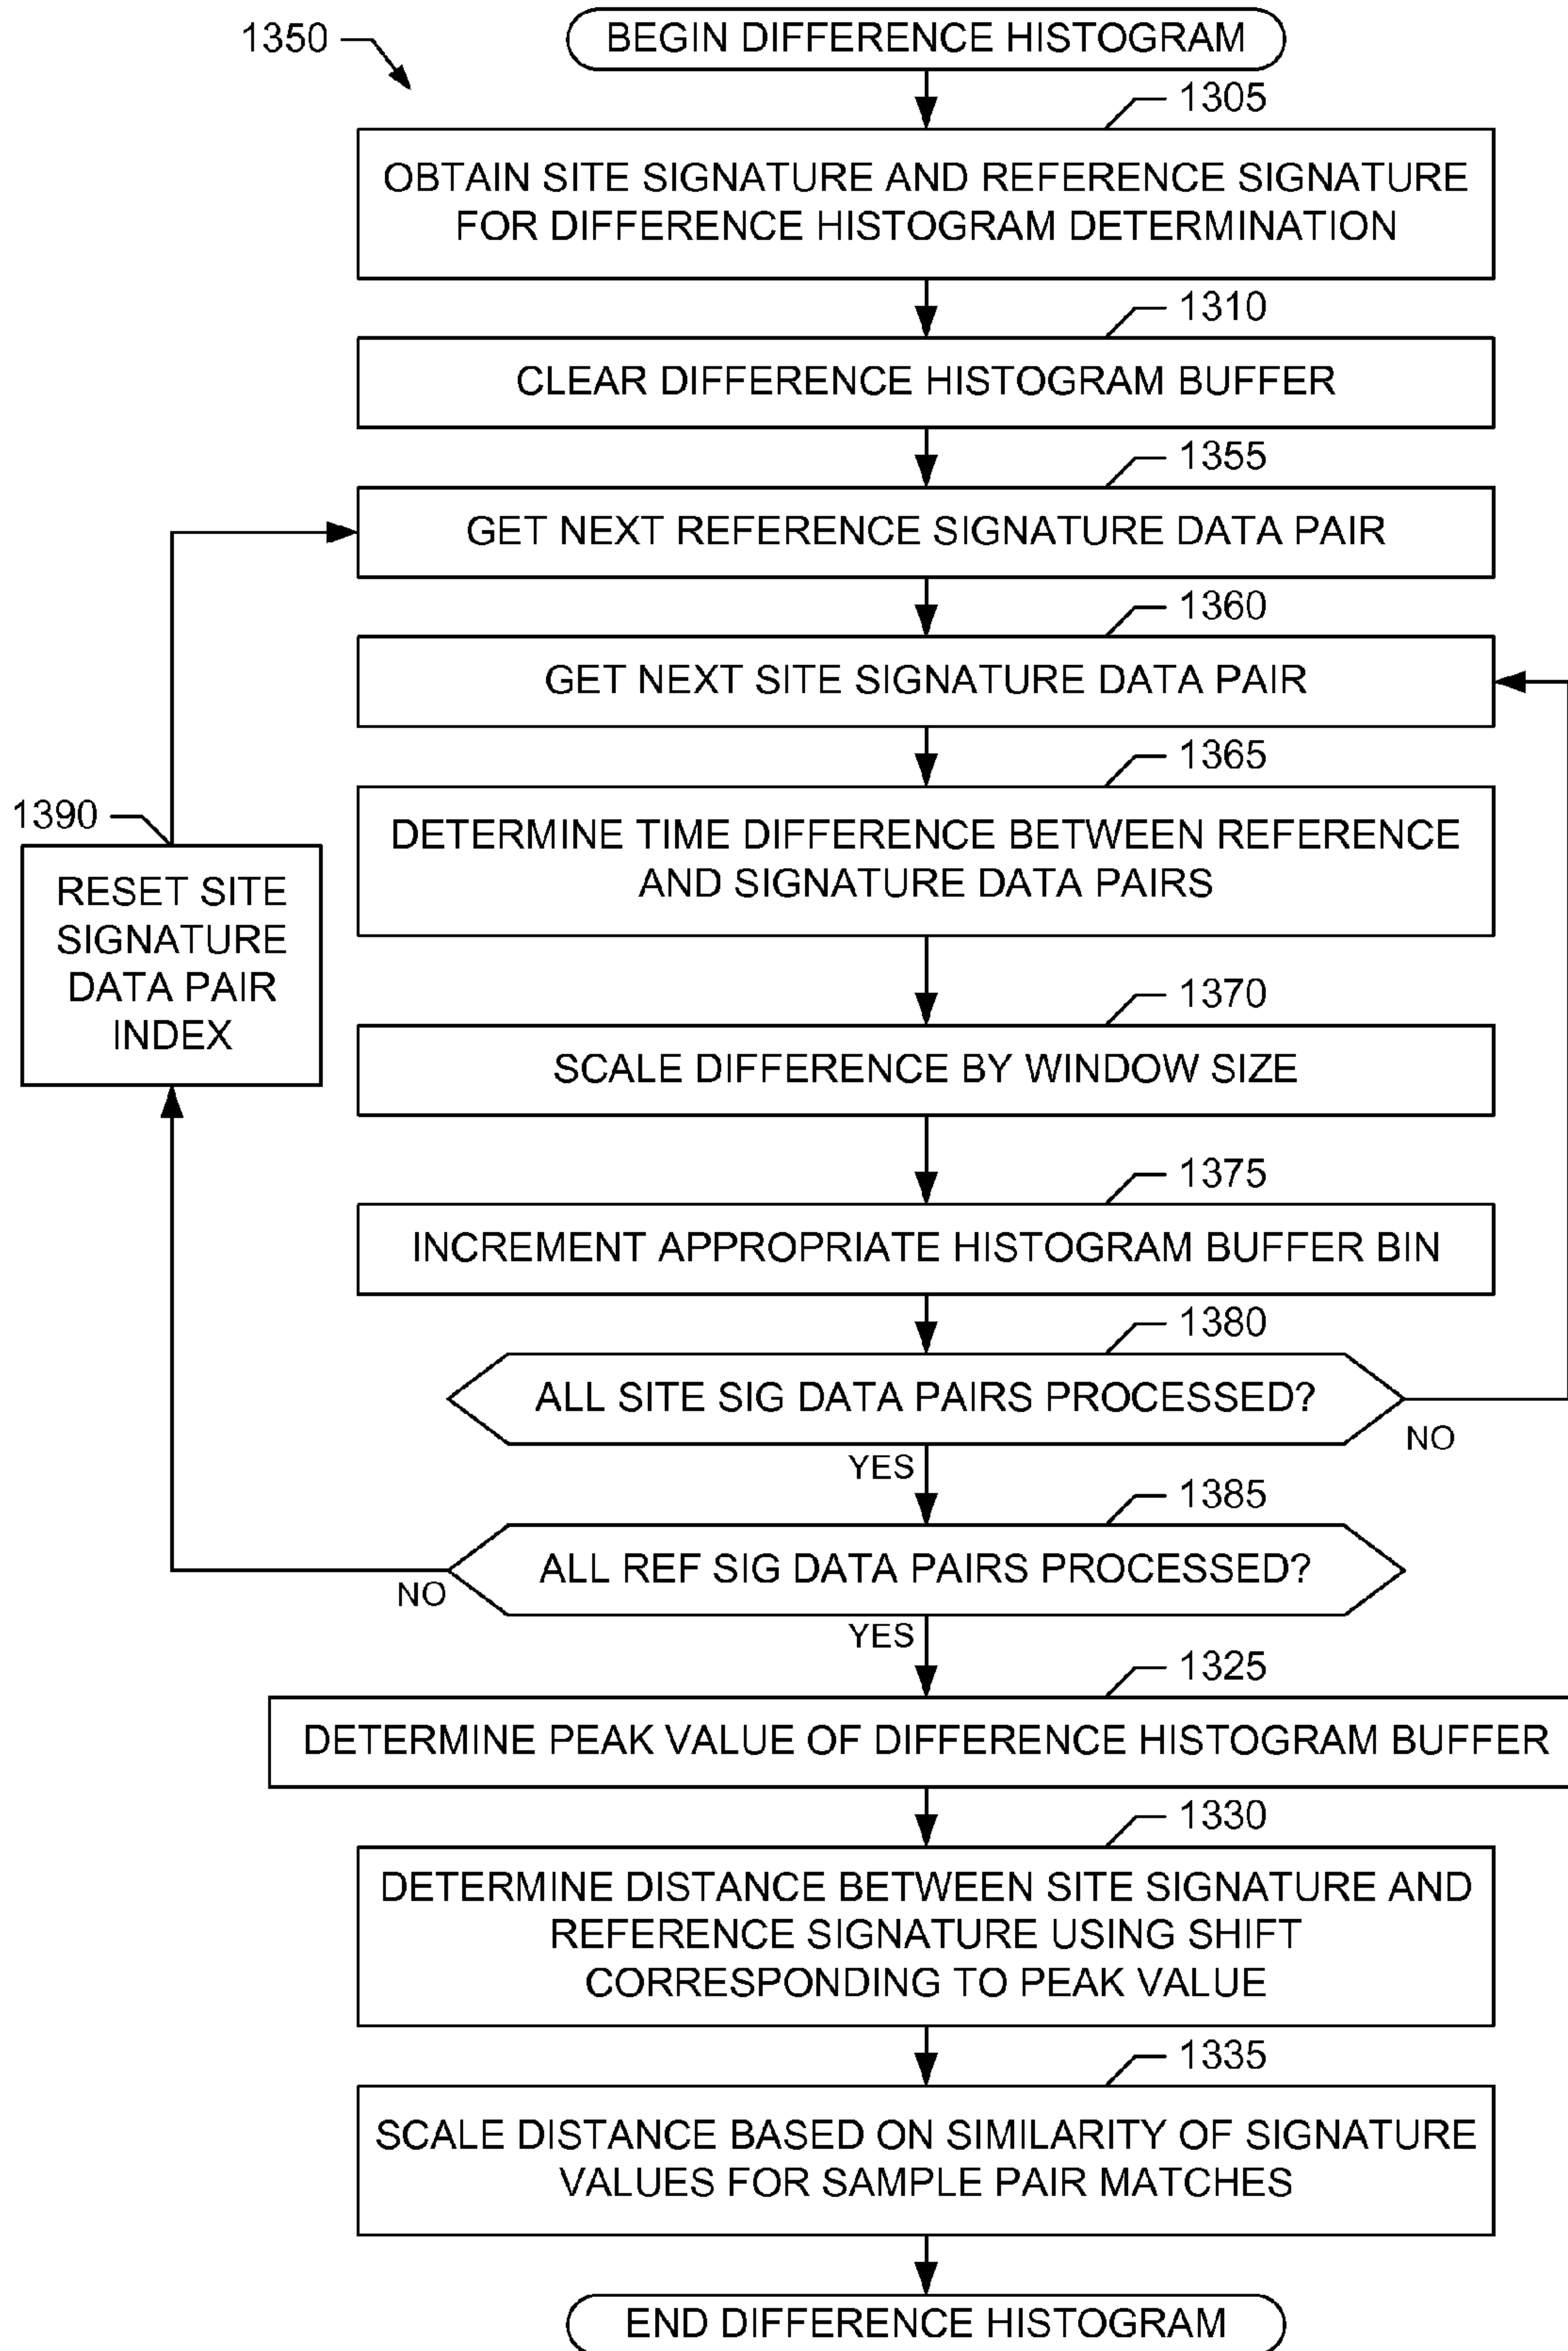 1350
BEGIN DIFFERENCE HISTOGRAM
1305
OBTAIN SITE SIGNATURE AND REFERENCE SIGNATURE
FOR DIFFERENCE HISTOGRAM DETERMINATION
1310
CLEAR DIFFERENCE HISTOGRAM BUFFER
1355
GET NEXT REFERENCE SIGNATURE DATA PAIR
1360
GET NEXT SITE SIGNATURE DATA PAIR
1365
DETERMINE TIME DIFFERENCE BETWEEN REFERENCE
AND SIGNATURE DATA PAIRS
1390
RESET SITE
SIGNATURE
DATA PAIR
INDEX
1370
SCALE DIFFERENCE BY WINDOW SIZE
1375
INCREMENT APPROPRIATE HISTOGRAM BUFFER BIN
1380
ALL SITE SIG DATA PAIRS PROCESSED?
NO
YES
1385
ALL REF SIG DATA PAIRS PROCESSED?
NO
YES
1325
DETERMINE PEAK VALUE OF DIFFERENCE HISTOGRAM BUFFER
1330
DETERMINE DISTANCE BETWEEN SITE SIGNATURE AND
REFERENCE SIGNATURE USING SHIFT
CORRESPONDING TO PEAK VALUE
1335
SCALE DISTANCE BASED ON SIMILARITY OF SIGNATURE
VALUES FOR SAMPLE PAIR MATCHES
END DIFFERENCE HISTOGRAM